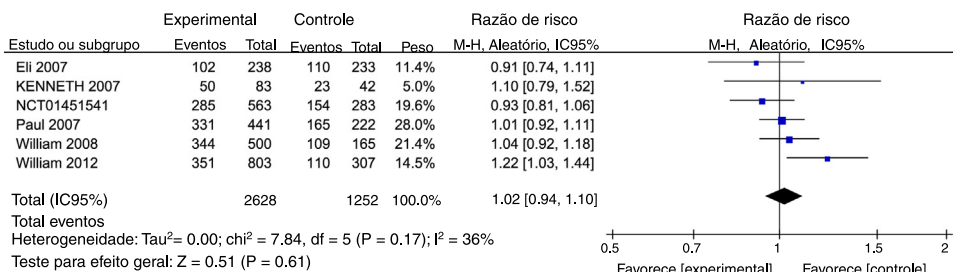 Experimental Controle Razão de risco Razão de risco
Estudo ou subgrupo Eventos Total Eventos Total Peso M-H, Aleatório, IC95% M-H, Aleatório, IC95%
Eli 2007 102 238 110 233 11.4% 0.91 [0.74, 1.11]
KENNETH 2007 50 83 23 42 5.0% 1.10 [0.79, 1.52]
NCT01451541 285 563 154 283 19.6% 0.93 [0.81, 1.06]
Paul 2007 331 441 165 222 28.0% 1.01 [0.92, 1.11]
William 2008 344 500 109 165 21.4% 1.04 [0.92, 1.18]
William 2012 351 803 110 307 14.5% 1.22 [1.03, 1.44]
Total (IC95%) 2628 1252 100.0% 1.02 [0.94, 1.10]
Total eventos
Heterogeneidade: Tau²= 0.00; chi² = 7.84, df = 5 (P = 0.17); I² = 36%
Teste para efeito geral: Z = 0.51 (P = 0.61)
0.5 0.7 1 1.5 2
Favorece [experimental] Favorece [controle]